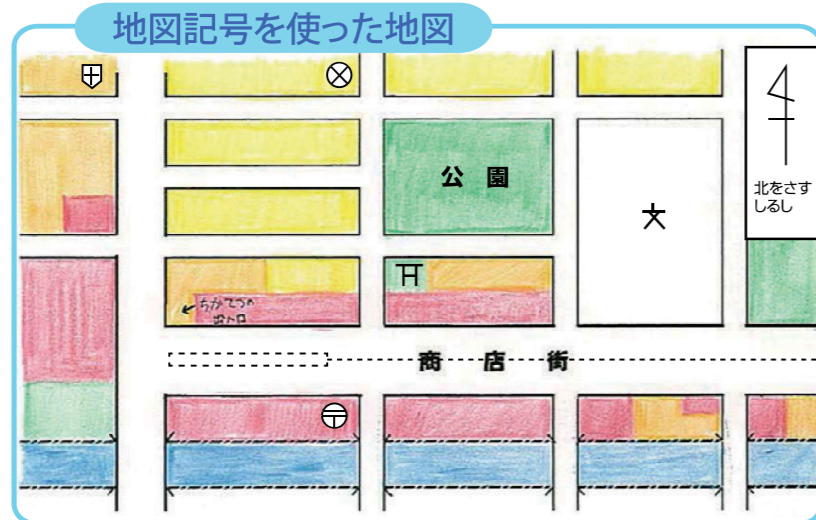 地図記号を使った地図
公園
北をさす
しるし
ちかてつの
出入口
商店街